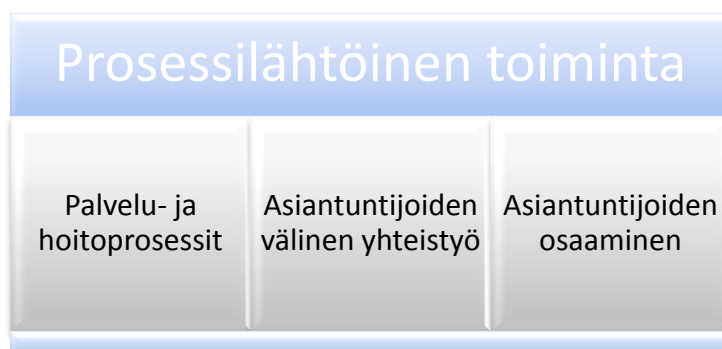 Prosessilähtöinen toiminta
Palvelu- ja
hoitoprosessit
Asiantuntijoiden
välinen yhteistyö
Asiantuntijoiden
osaaminen